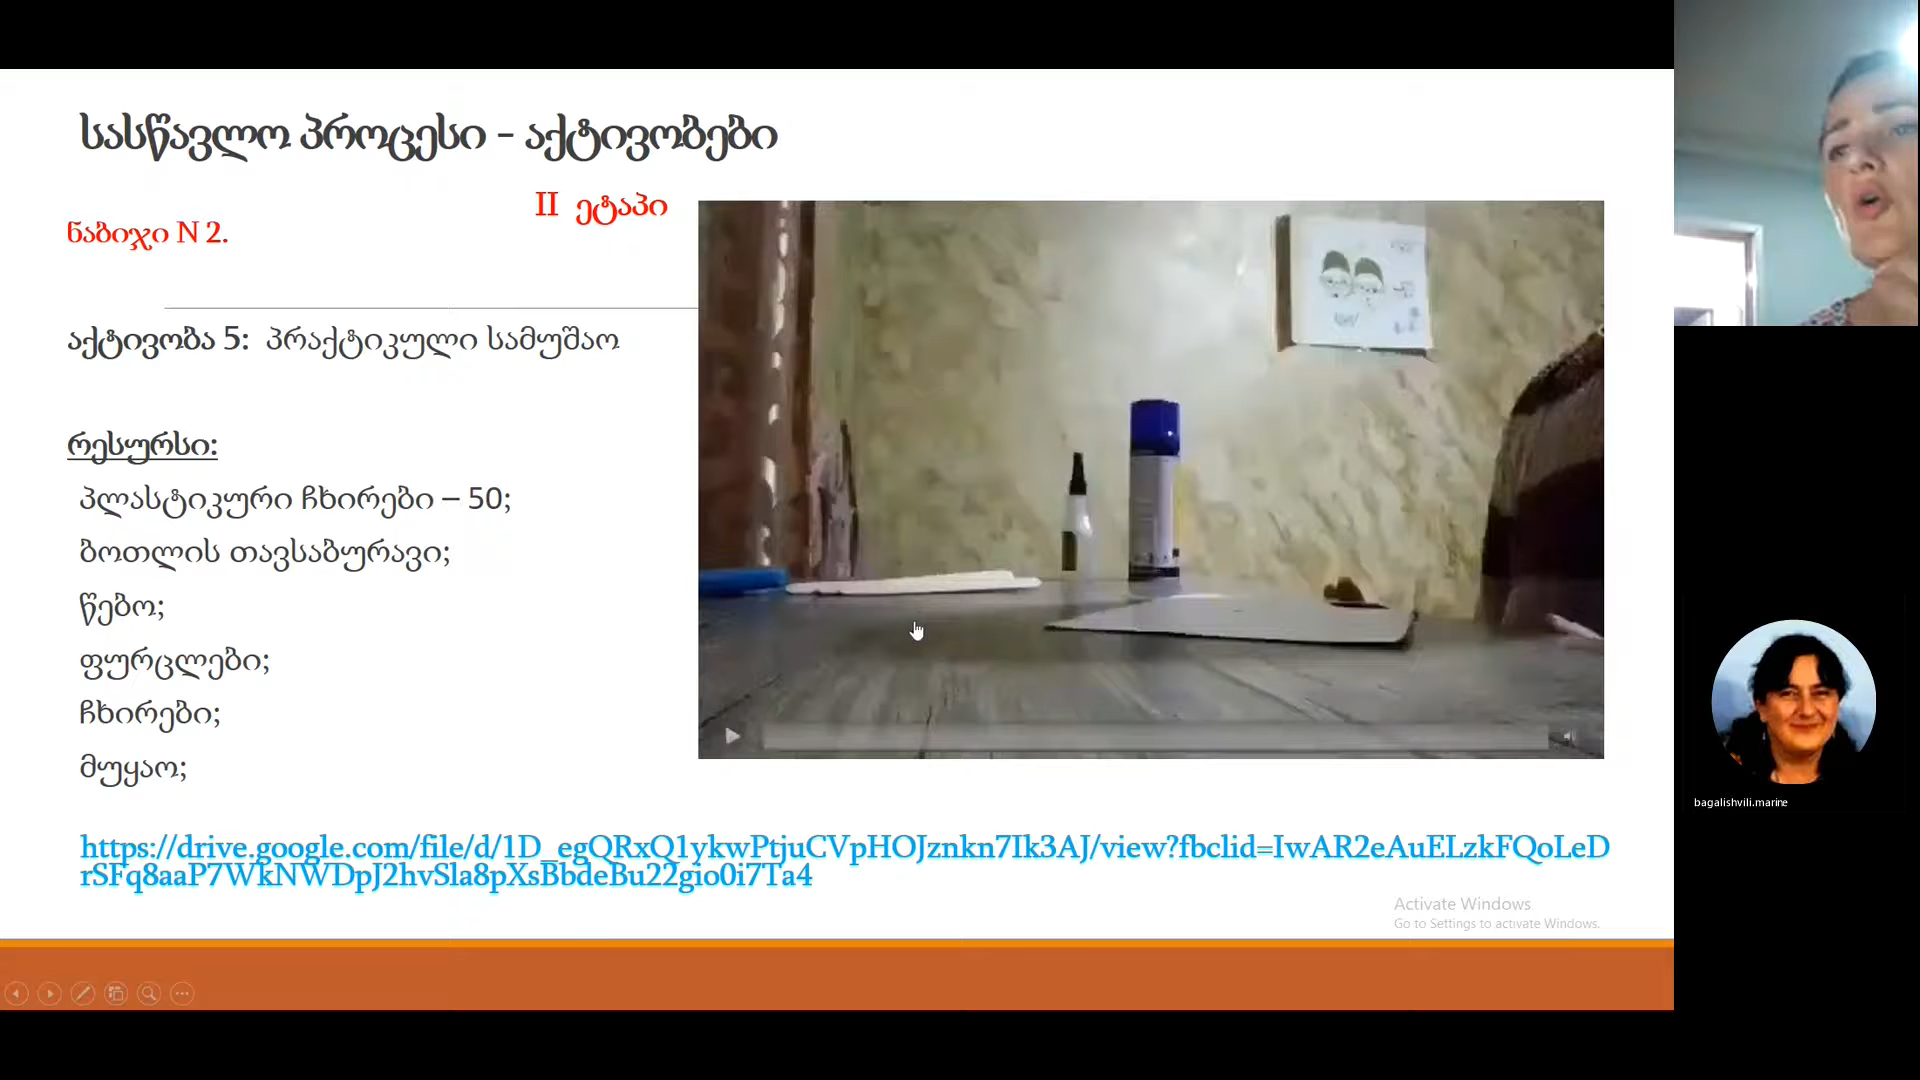 სასწავლო პროცესი - აქტივობები
II ეტაპი
ნაბიჯი N 2.
აქტივობა 5: პრაქტიკული სამუშაო
რესურსი:
პლასტიკური ჩხირები – 50;
ბოთლის თავსაბურავი;
წებო;
ფურცლები;
ჩხირები;
მუყაო;
https://drive.google.com/file/d/1D_egQRxQ1ykwPtjuCVpHOJznkn7Ik3AJ/view?fbclid=IwAR2eAuELzkFQoLeD
rSFq8aaP7WkNWDpJ2hvSla8pXsBbdeBu22gio0i7Ta4
Activate Windows
Go to Settings to activate Windows.
bagalishvili.marine